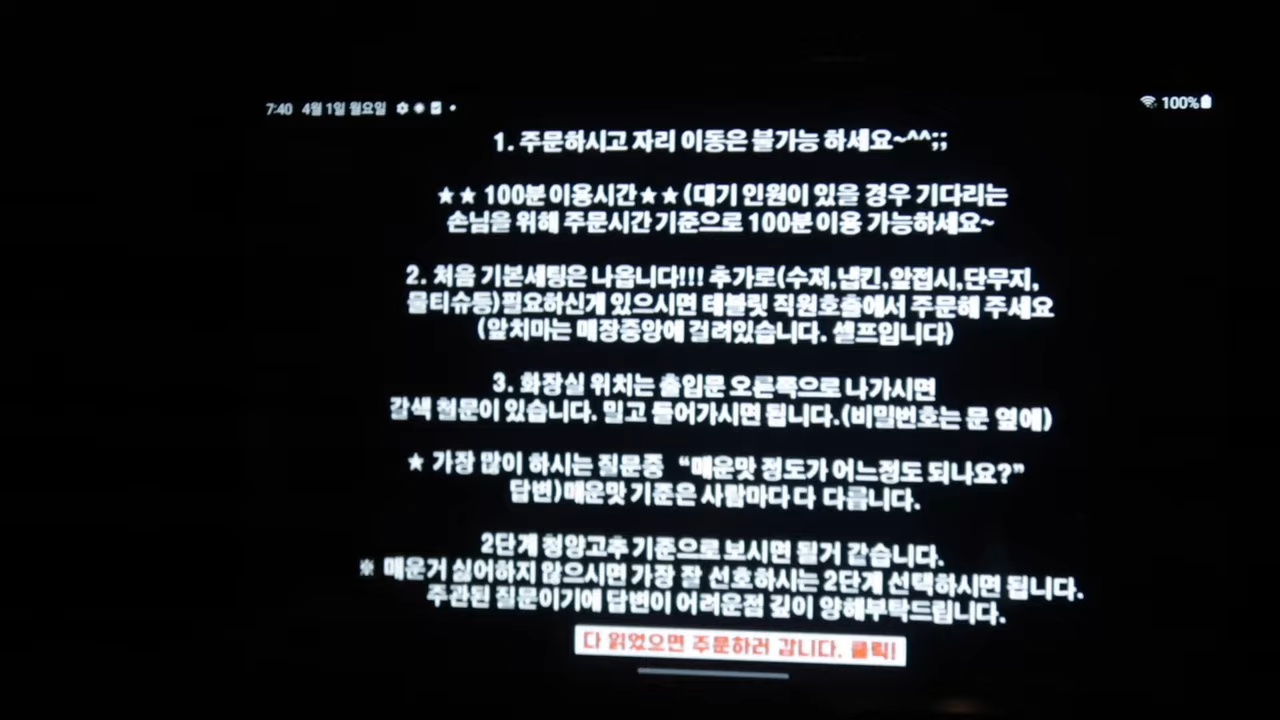 7:40 4월 1일 월요일
100%
1. 주문하시고 자리 이동은 불가능 하세요~^^;;
★★ 100분 이용시간★★(대기 인원이 있을 경우 기다리는
손님을 위해 주문시간 기준으로 100분 이용 가능하세요~
2. 처음 기본세팅은 나옵니다!!! 추가로(수저,냅킨,앞접시,단무지,
물티슈등)필요하신게 있으시면 테블릿 직원호출에서 주문해 주세요
(앞치마는 매장중앙에 걸려있습니다. 셀프입니다)
3. 화장실 위치는 출입문 오른쪽으로 나가시면
갈색 철문이 있습니다. 밀고 들어가시면 됩니다.(비밀번호는 문 옆에)
★ 가장 많이 하시는 질문중 “매운맛 정도가 어느정도 되나요?”
답변)매운맛 기준은 사람마다 다 다릅니다.
2단계 청양고추 기준으로 보시면 될거 같습니다.
※ 매운거 싫어하지 않으시면 가장 잘 선호하시는 2단계 선택하시면 됩니다.
주관된 질문이기에 답변이 어려운점 깊이 양해부탁드립니다.
다 읽었으면 주문하러 갑니다. 클릭!